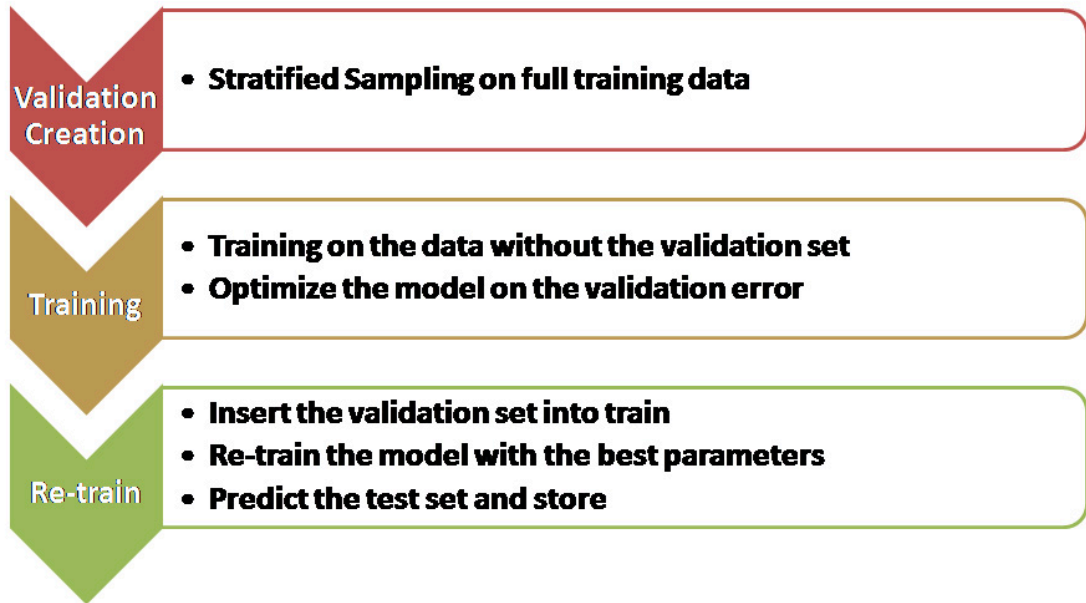 Validation
Creation
• Stratified Sampling on full training data
Training
• Training on the data without the validation set
• Optimize the model on the validation error
Re-train
• Insert the validation set into train
• Re-train the model with the best parameters
• Predict the test set and store